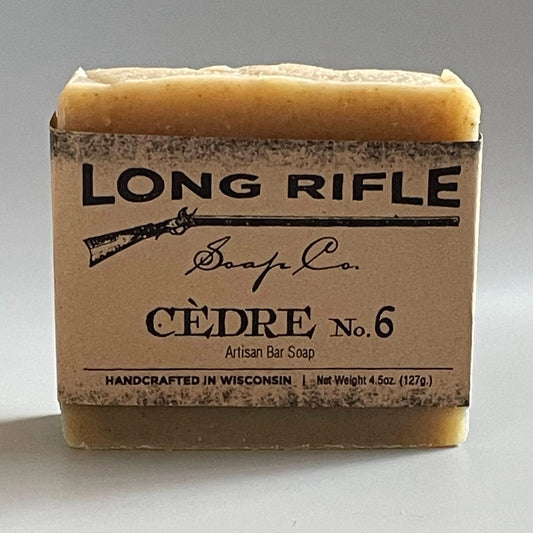 LONG RIFLE
Soap Co.
CÈDRE No. 6
Artisan Bar Soap
HANDCRAFTED IN WISCONSIN | Net Weight 4.5oz. (127g.)